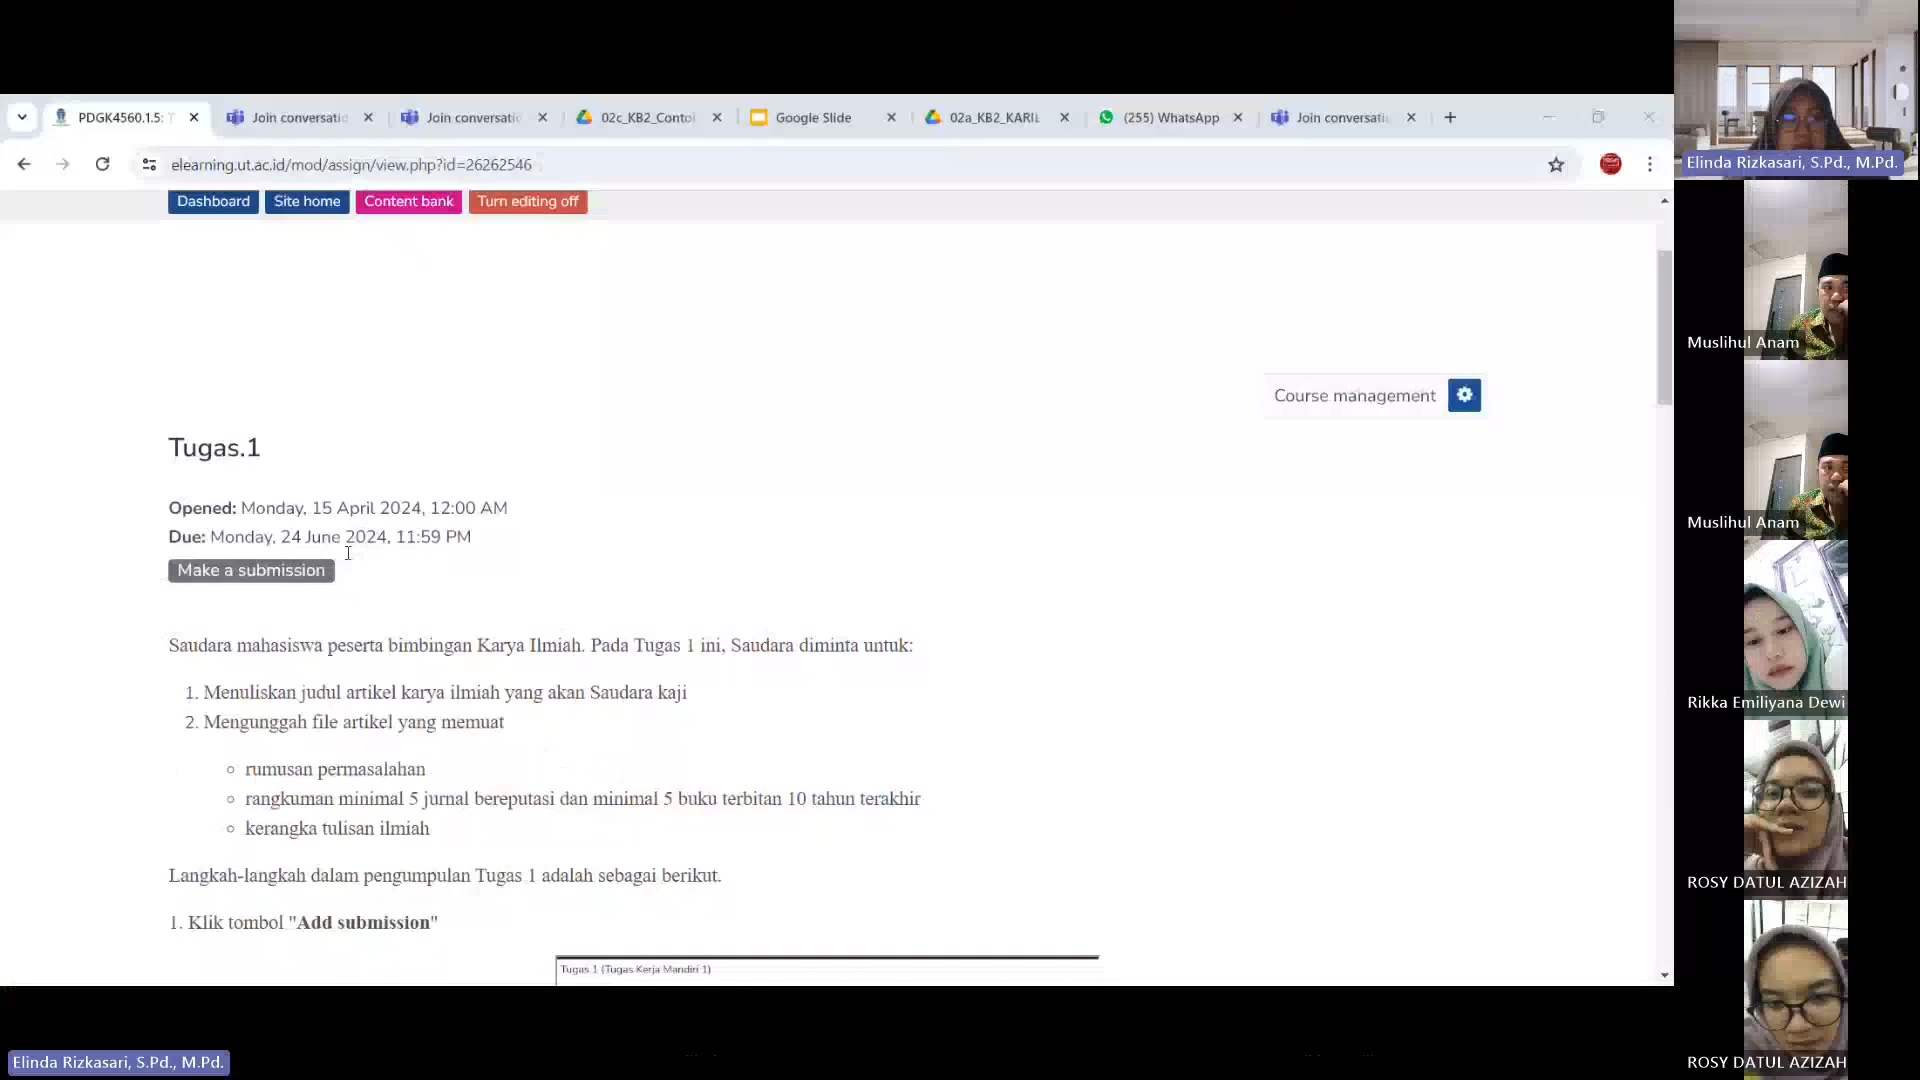 PDGK4560.1.5: T
Join conversatio
Join conversatio
02c_KB2_Conto
Google Slide
02a_KB2_KARIL
(255) WhatsApp
Join conversatio
elearning.ut.ac.id/mod/assign/view.php?id=26262546
Dashboard
Site home
Content bank
Turn editing off
Course management
Tugas.1
Opened: Monday, 15 April 2024, 12:00 AM
Due: Monday, 24 June 2024, 11:59 PM
Make a submission
Saudara mahasiswa peserta bimbingan Karya Ilmiah. Pada Tugas 1 ini, Saudara diminta untuk:
1. Menuliskan judul artikel karya ilmiah yang akan Saudara kaji
2. Mengunggah file artikel yang memuat
rumusan permasalahan
rangkuman minimal 5 jurnal bereputasi dan minimal 5 buku terbitan 10 tahun terakhir
kerangka tulisan ilmiah
Langkah-langkah dalam pengumpulan Tugas 1 adalah sebagai berikut.
1. Klik tombol "Add submission"
Tugas 1 (Tugas Kerja Mandiri 1)
Elinda Rizkasari, S.Pd., M.Pd.
Elinda Rizkasari, S.Pd., M.Pd.
Muslihul Anam
Muslihul Anam
Rikka Emiliyana Dewi
ROSY DATUL AZIZAH
ROSY DATUL AZIZAH